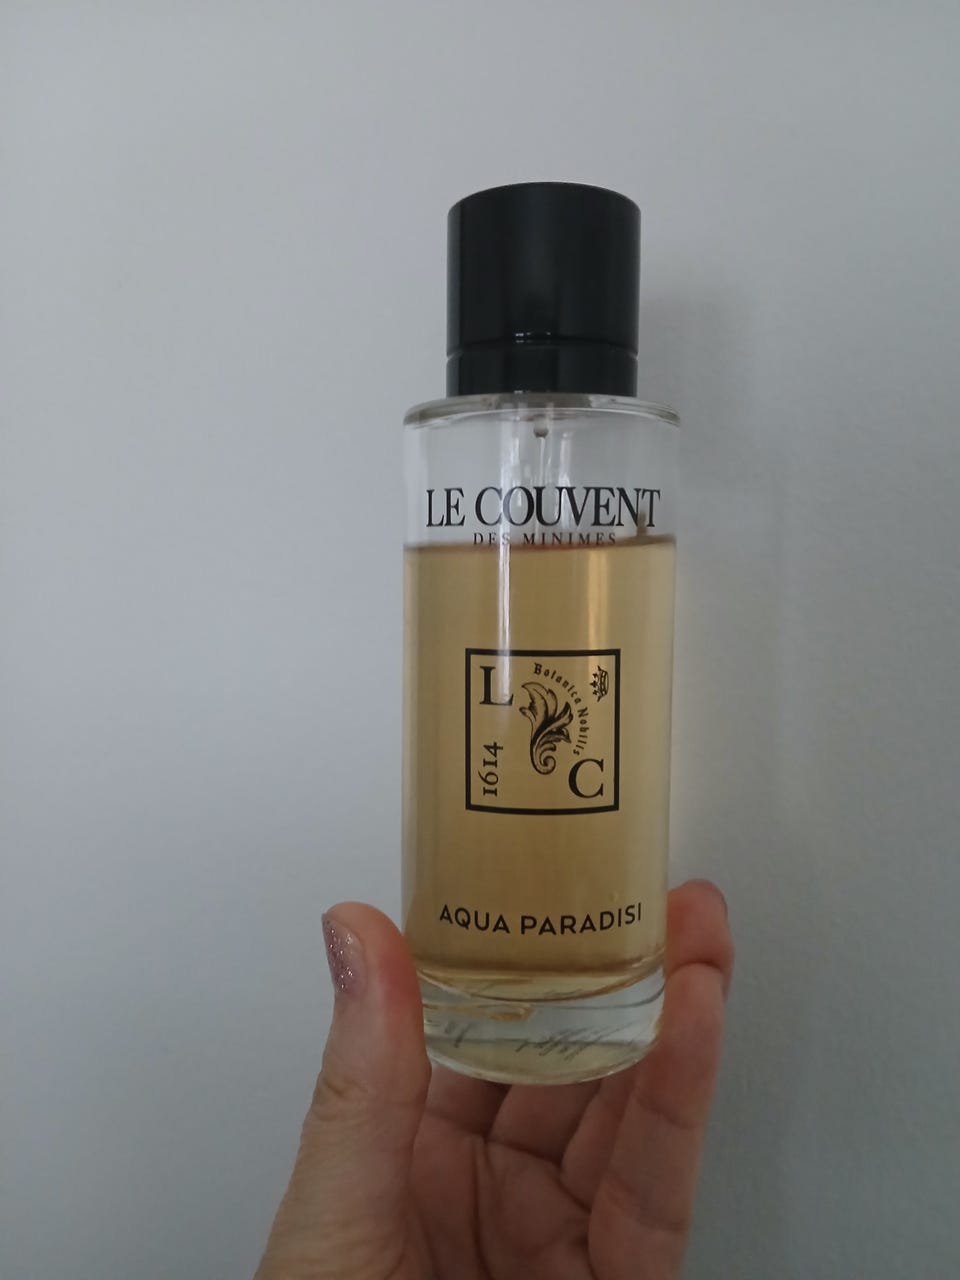 LE COUVENT
DES MINIMES
L
Botanica Nobilis
1614
C
AQUA PARADISI